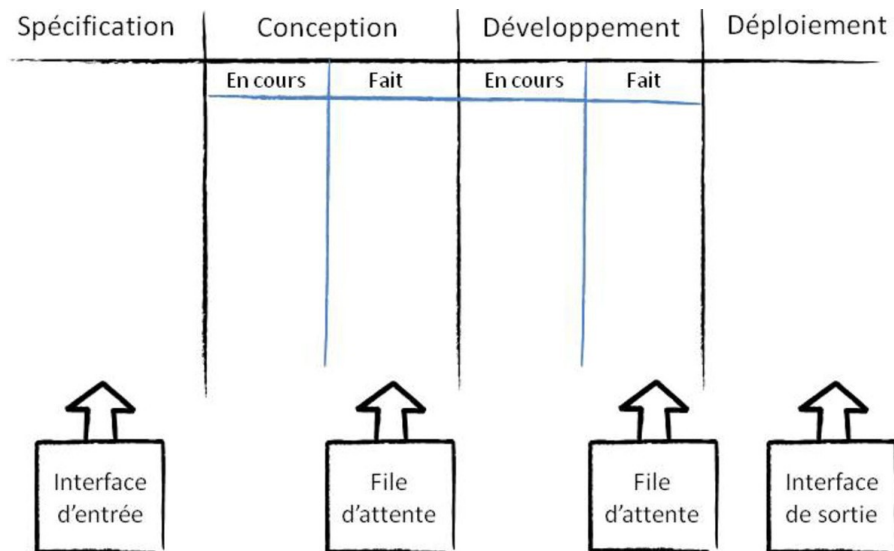 Spécification Conception Développement Déploiement
En cours Fait En cours Fait
Interface
d'entrée
File
d'attente
File
d'attente
Interface
de sortie